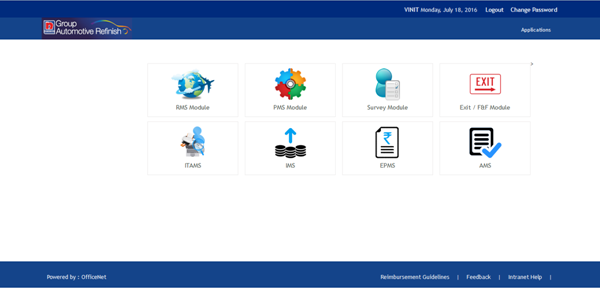 VINIT Monday, July 18, 2016 Logout Change Password
Group
Automotive Refinish
Applications
RMS Module
PMS Module
Survey Module
EXIT
Exit / F&F Module
ITAMS
IMS
₹
EPMS
AMS
Powered by : OfficeNet
Reimbursement Guidelines | Feedback | Intranet Help |